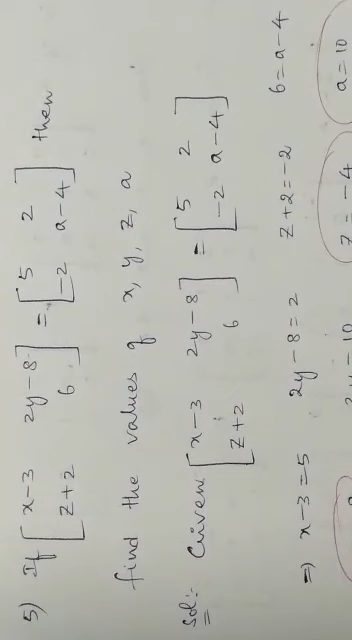 5) If [ x-3 2y-8 ] = [ 5 2 ] then
[ z+2 6 ] [ -2 a-4 ]
find the values of x, y, z, a
Sol:- Given [ x-3 2y-8 ] = [ 5 2 ]
[ z+2 6 ] [ -2 a-4 ]
⇒ x-3=5 2y-8=2 z+2=-2 6=a-4
z=-4 a=10